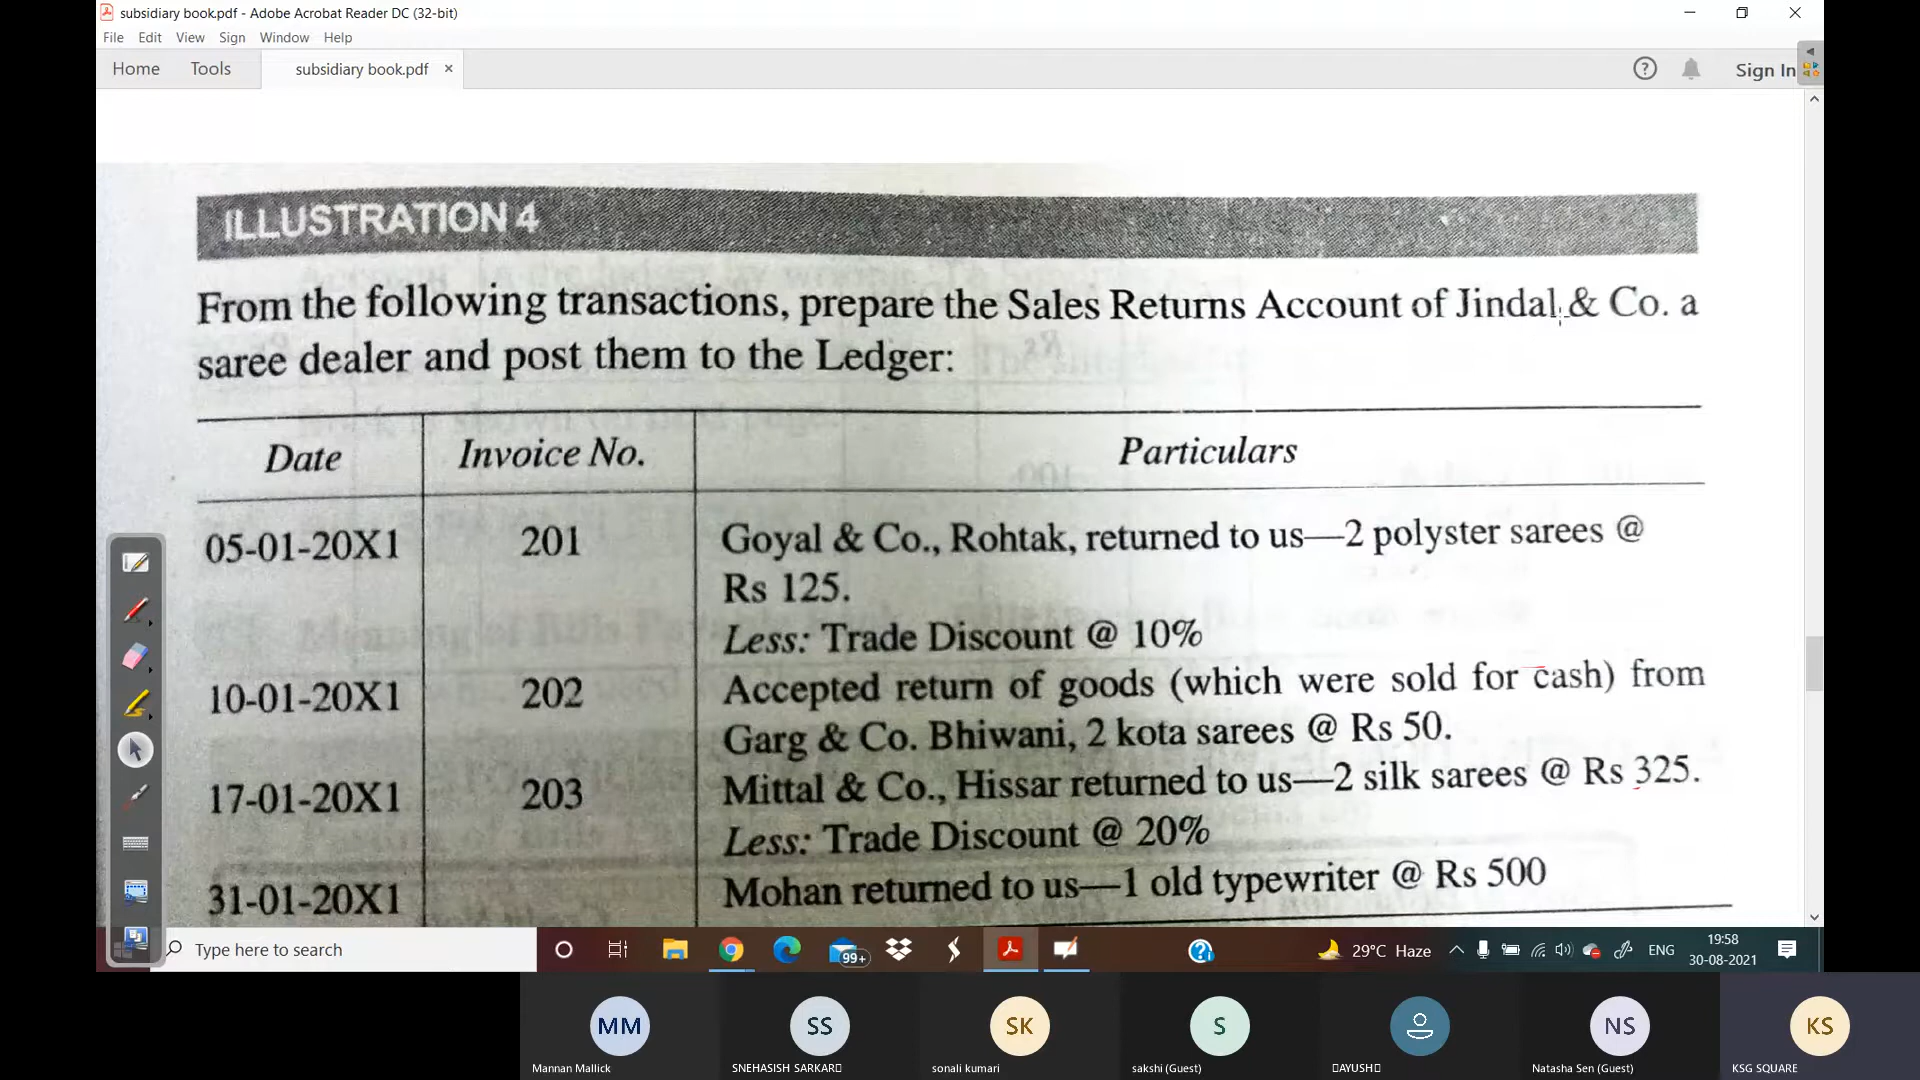 subsidiary book.pdf - Adobe Acrobat Reader DC (32-bit)
File Edit View Sign Window Help
Home Tools subsidiary book.pdf × Sign In
ILLUSTRATION 4
From the following transactions, prepare the Sales Returns Account of Jindal & Co. a
saree dealer and post them to the Ledger:
Date Invoice No. Particulars
05-01-20X1 201 Goyal & Co., Rohtak, returned to us—2 polyster sarees @
Rs 125.
Less: Trade Discount @ 10%
10-01-20X1 202 Accepted return of goods (which were sold for cash) from
Garg & Co. Bhiwani, 2 kota sarees @ Rs 50.
17-01-20X1 203 Mittal & Co., Hissar returned to us—2 silk sarees @ Rs 325.
Less: Trade Discount @ 20%
31-01-20X1 Mohan returned to us—1 old typewriter @ Rs 500
Type here to search 99+ 29°C Haze ENG 19:58
30-08-2021
MM SS SK S NS KS
Mannan Mallick SNEHASISH SARKAR sonali kumari sakshi (Guest) AYUSH Natasha Sen (Guest) KSG SQUARE